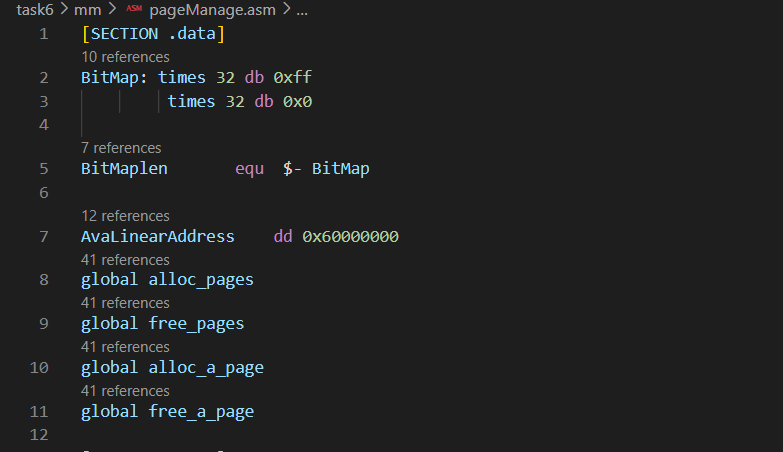 task6 > mm > ASM pageManage.asm > ...
1 [SECTION .data]
10 references
2 BitMap: times 32 db 0xff
3 times 32 db 0x0
4
7 references
5 BitMaplen equ $- BitMap
6
12 references
7 AvaLinearAddress dd 0x60000000
41 references
8 global alloc_pages
41 references
9 global free_pages
41 references
10 global alloc_a_page
41 references
11 global free_a_page
12